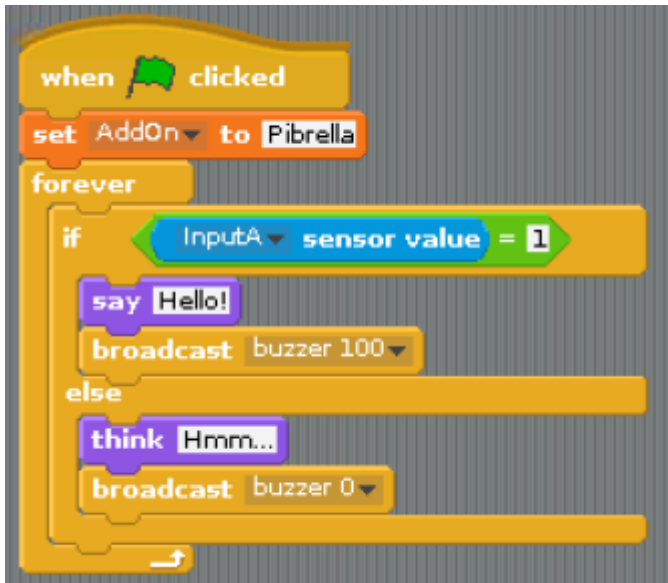 when clicked
set AddOn to Pibrella
forever
if InputA sensor value = 1
say Hello!
broadcast buzzer 100
else
think Hmm...
broadcast buzzer 0